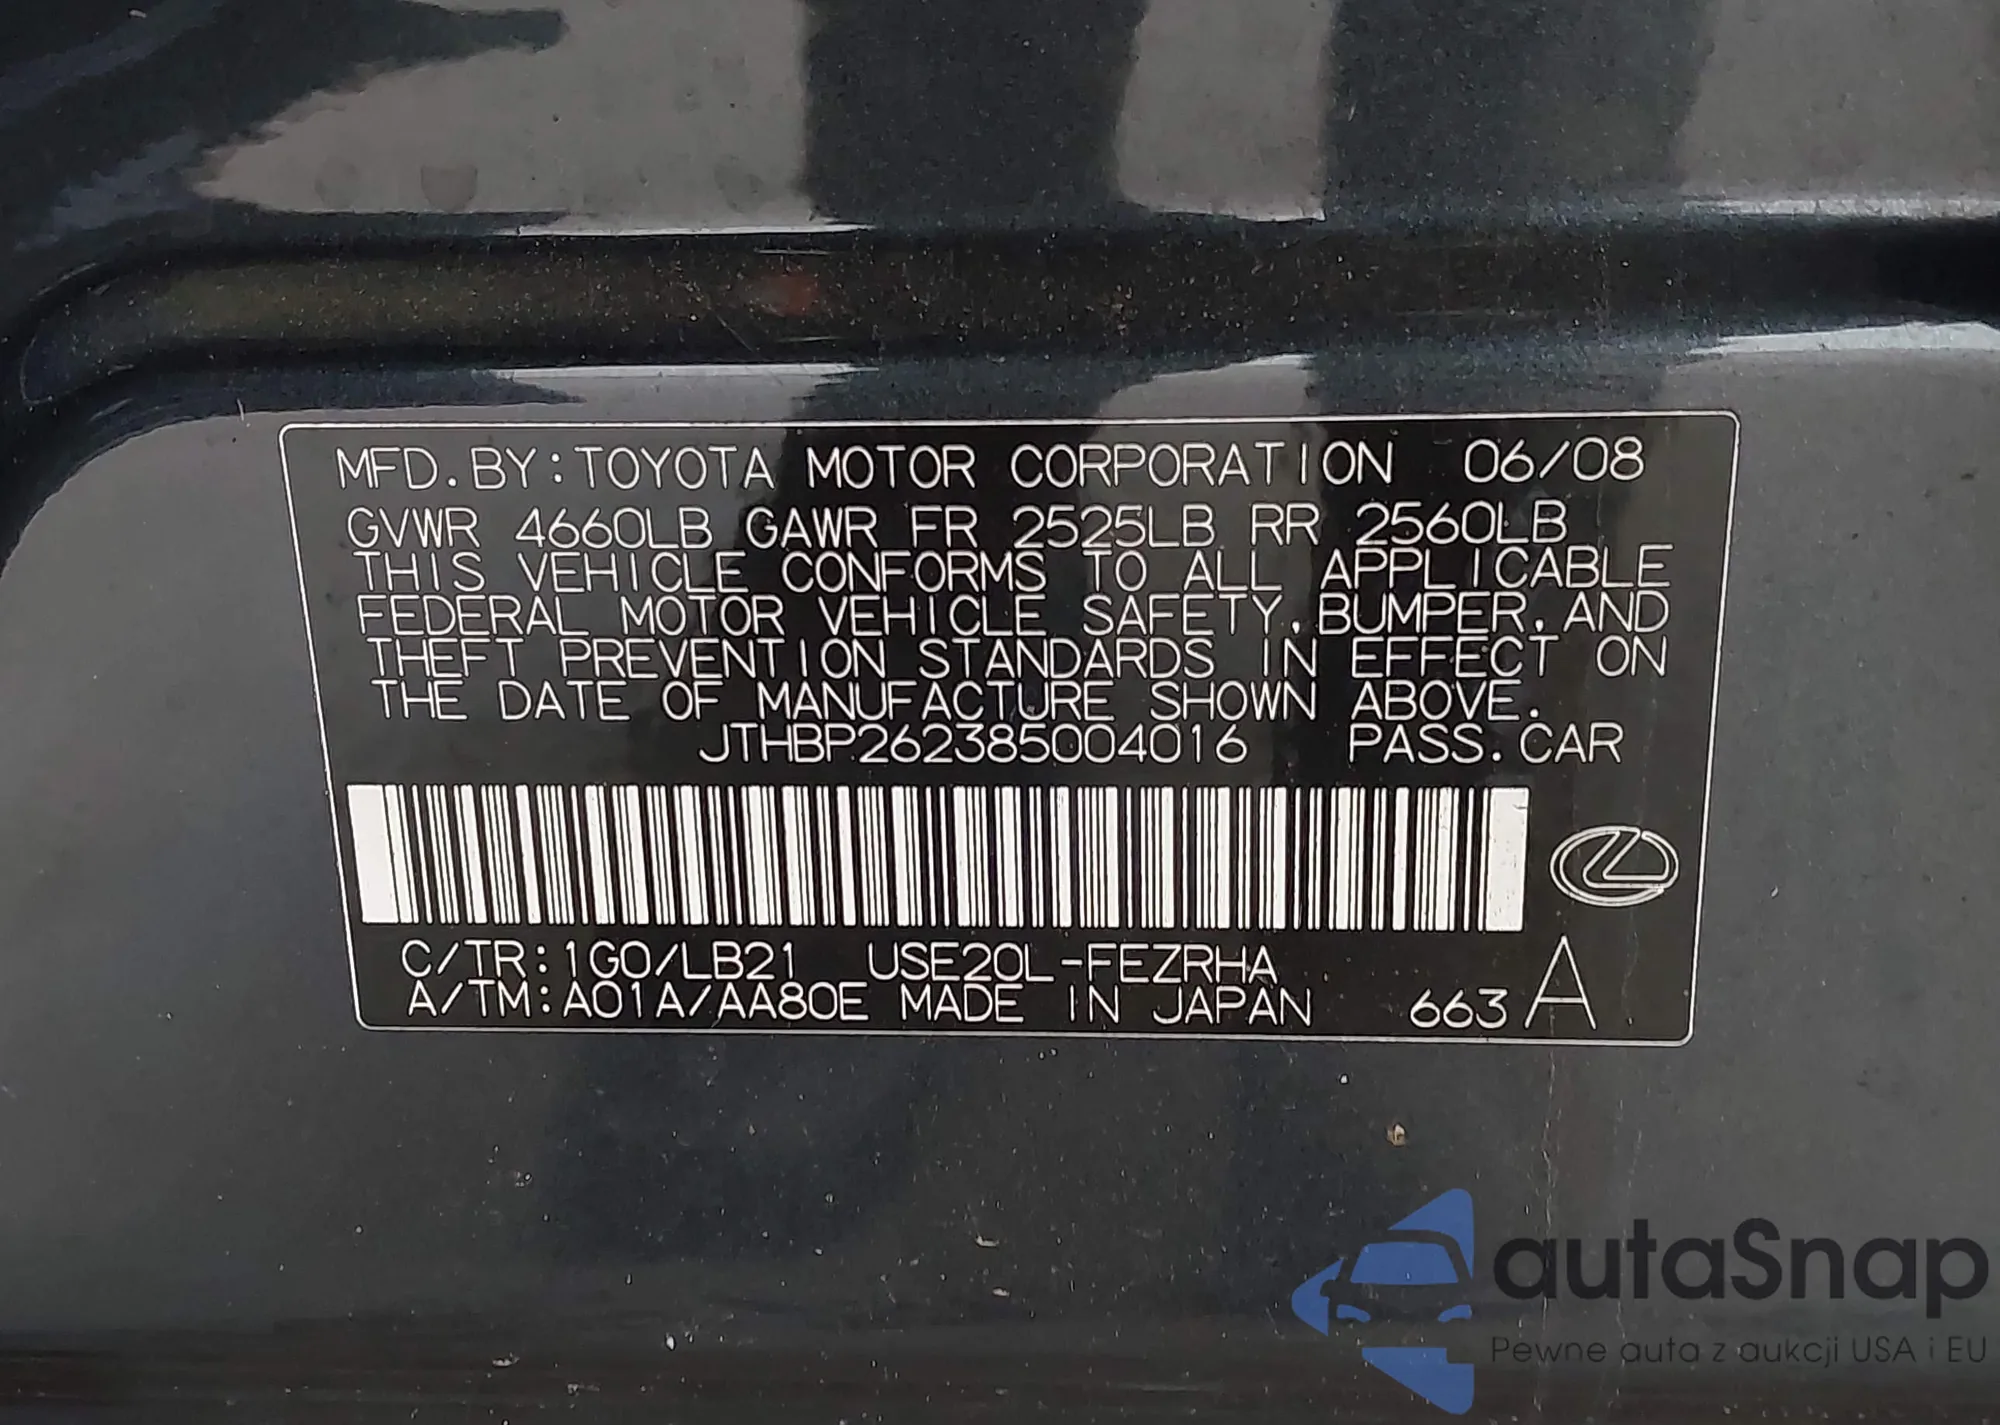 MFD. BY: TOYOTA MOTOR CORPORATION 06/08
GVWR 4660LB GAWR FR 2525LB RR 2560LB
THIS VEHICLE CONFORMS TO ALL APPLICABLE
FEDERAL MOTOR VEHICLE SAFETY, BUMPER, AND
THEFT PREVENTION STANDARDS IN EFFECT ON
THE DATE OF MANUFACTURE SHOWN ABOVE.
JTHBP262385004016 PASS. CAR
C/TR: 1G0/LB21 USE20L-FEZRHA
A/TM: A01A/AA80E MADE IN JAPAN 663 A
autaSnap
Pewne auta z aukcji USA i EU